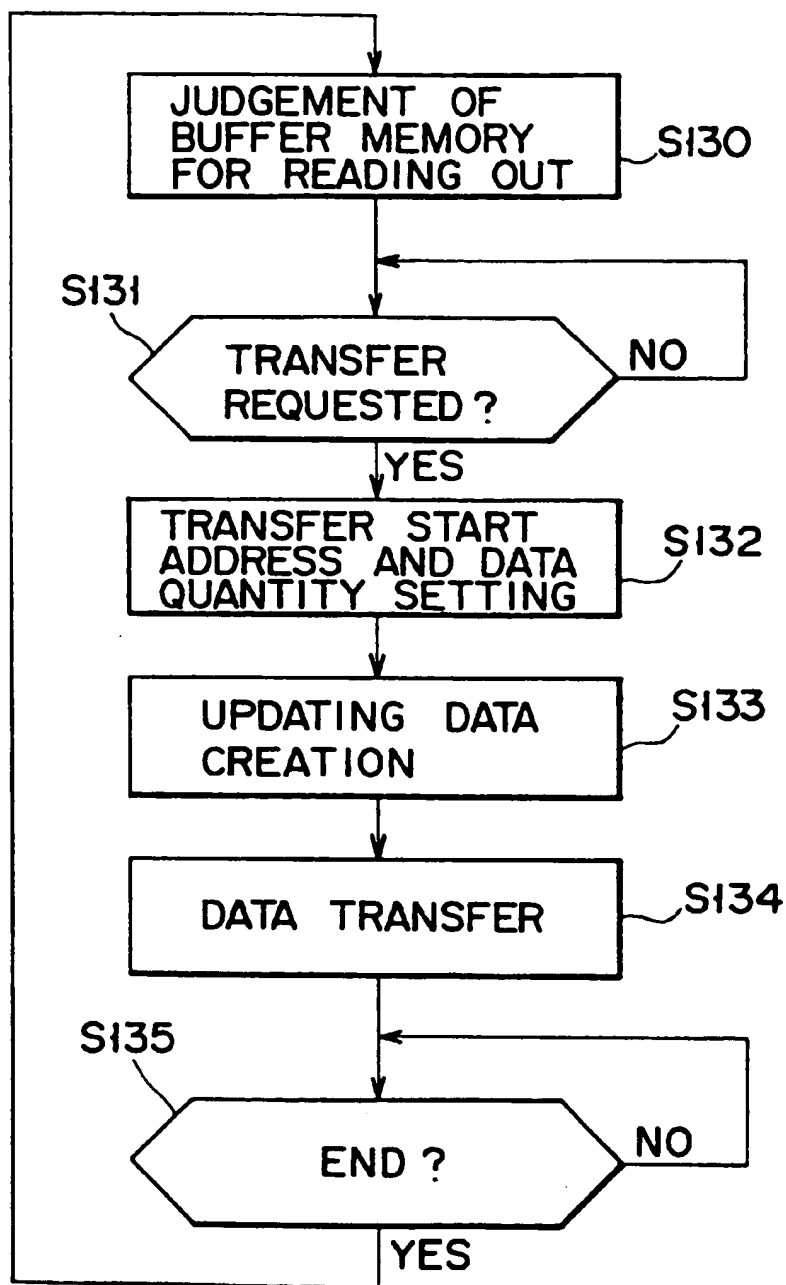 JUDGEMENT OF
BUFFER MEMORY
FOR READING OUT
S130
S131
TRANSFER
REQUESTED?
NO
YES
TRANSFER START
ADDRESS AND DATA
QUANTITY SETTING
S132
UPDATING DATA
CREATION
S133
DATA TRANSFER
S134
S135
END?
NO
YES